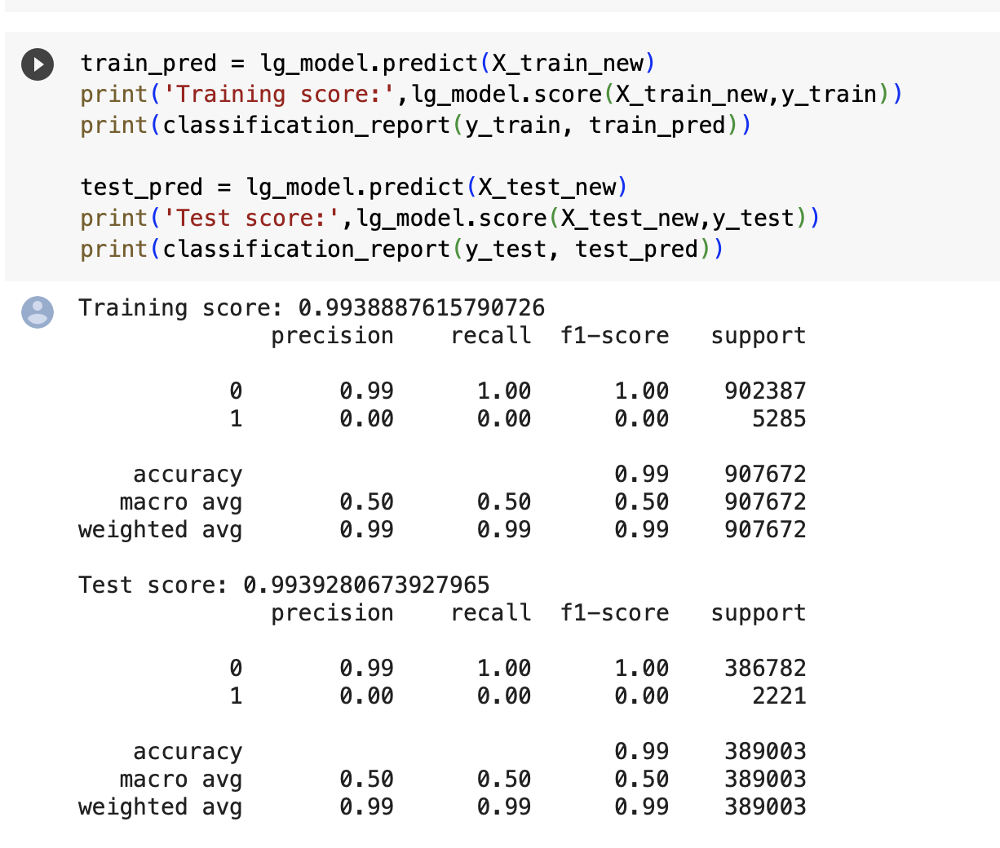 train_pred = lg_model.predict(X_train_new)
print('Training score:',lg_model.score(X_train_new,y_train))
print(classification_report(y_train, train_pred))
test_pred = lg_model.predict(X_test_new)
print('Test score:',lg_model.score(X_test_new,y_test))
print(classification_report(y_test, test_pred))
Training score: 0.9938887615790726
precision recall f1-score support
0 0.99 1.00 1.00 902387
1 0.00 0.00 0.00 5285
accuracy 0.99 907672
macro avg 0.50 0.50 0.50 907672
weighted avg 0.99 0.99 0.99 907672
Test score: 0.9939280673927965
precision recall f1-score support
0 0.99 1.00 1.00 386782
1 0.00 0.00 0.00 2221
accuracy 0.99 389003
macro avg 0.50 0.50 0.50 389003
weighted avg 0.99 0.99 0.99 389003